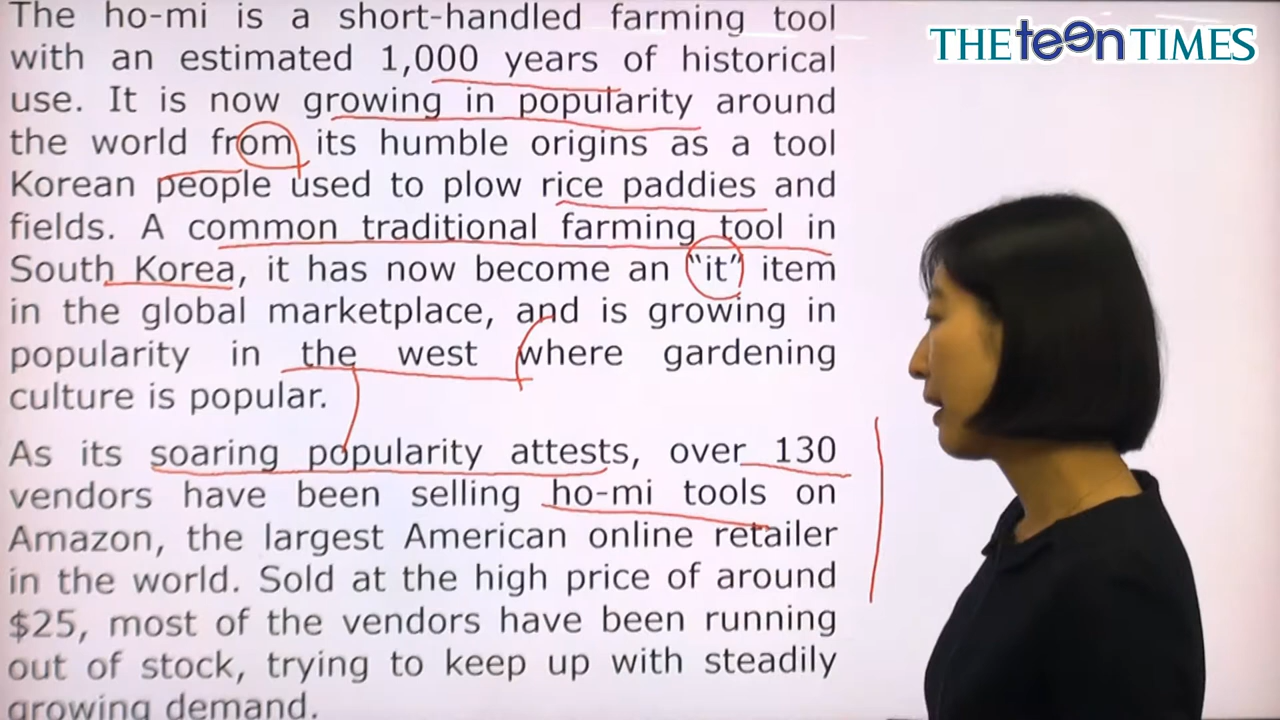 The ho-mi is a short-handled farming tool
with an estimated 1,000 years of historical
use. It is now growing in popularity around
the world from its humble origins as a tool
Korean people used to plow rice paddies and
fields. A common traditional farming tool in
South Korea, it has now become an "it" item
in the global marketplace, and is growing in
popularity in the west where gardening
culture is popular.
As its soaring popularity attests, over 130
vendors have been selling ho-mi tools on
Amazon, the largest American online retailer
in the world. Sold at the high price of around
$25, most of the vendors have been running
out of stock, trying to keep up with steadily
growing demand.
THE teen TIMES